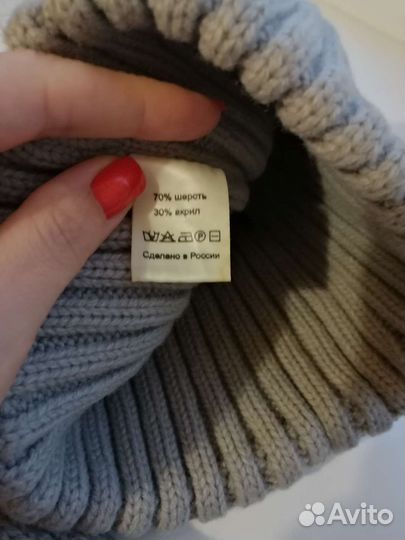 70% шерсть
30% акрил
Сделано в России
Avito